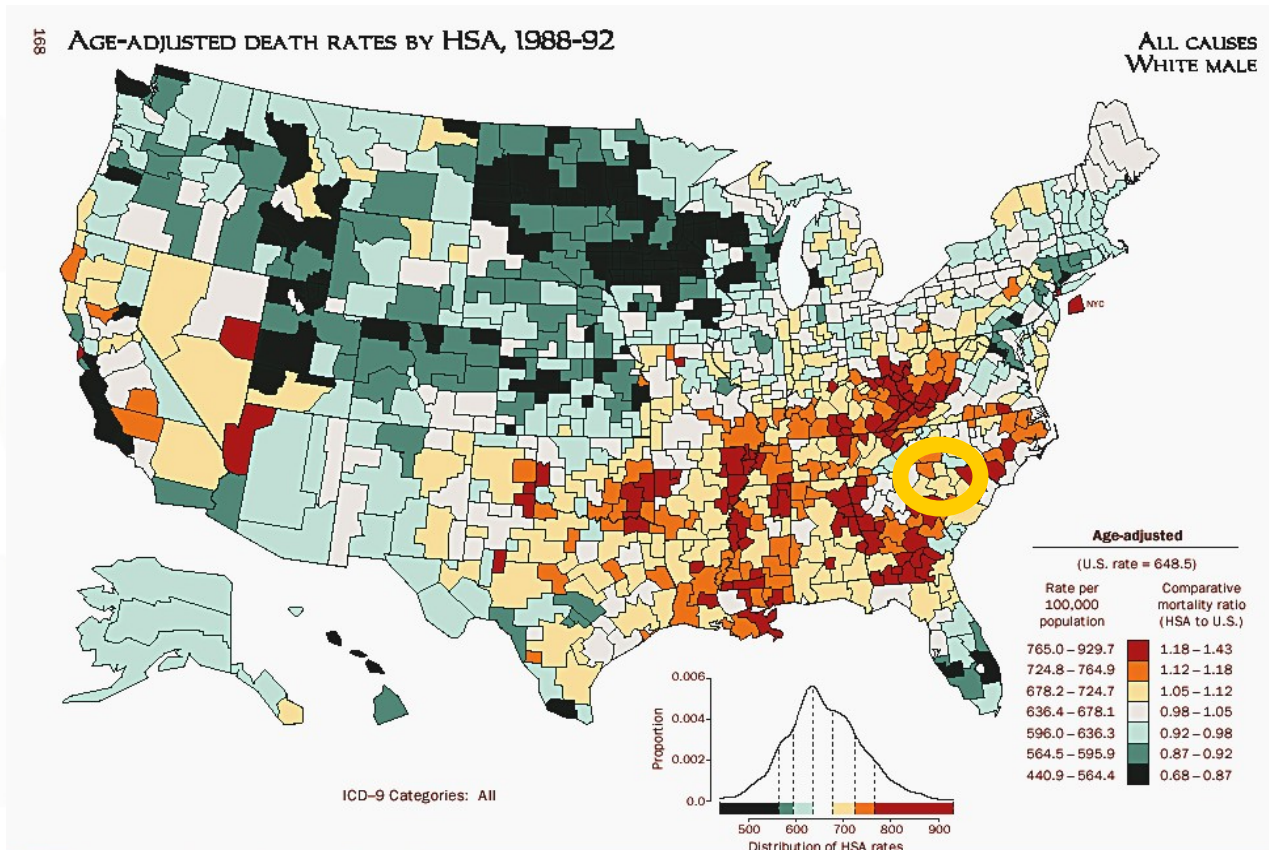 168
AGE-ADJUSTED DEATH RATES BY HSA, 1988-92
ALL CAUSES
WHITE MALE
NYC
Age-adjusted
(U.S. rate = 648.5)
Rate per
100,000
population
Comparative
mortality ratio
(HSA to U.S.)
765.0 – 929.7 1.18 – 1.43
724.8 – 764.9 1.12 – 1.18
678.2 – 724.7 1.05 – 1.12
636.4 – 678.1 0.98 – 1.05
596.0 – 636.3 0.92 – 0.98
564.5 – 595.9 0.87 – 0.92
440.9 – 564.4 0.68 – 0.87
0.006
0.004
0.002
0.0
Proportion
500 600 700 800 900
Distribution of HSA rates
ICD–9 Categories: All